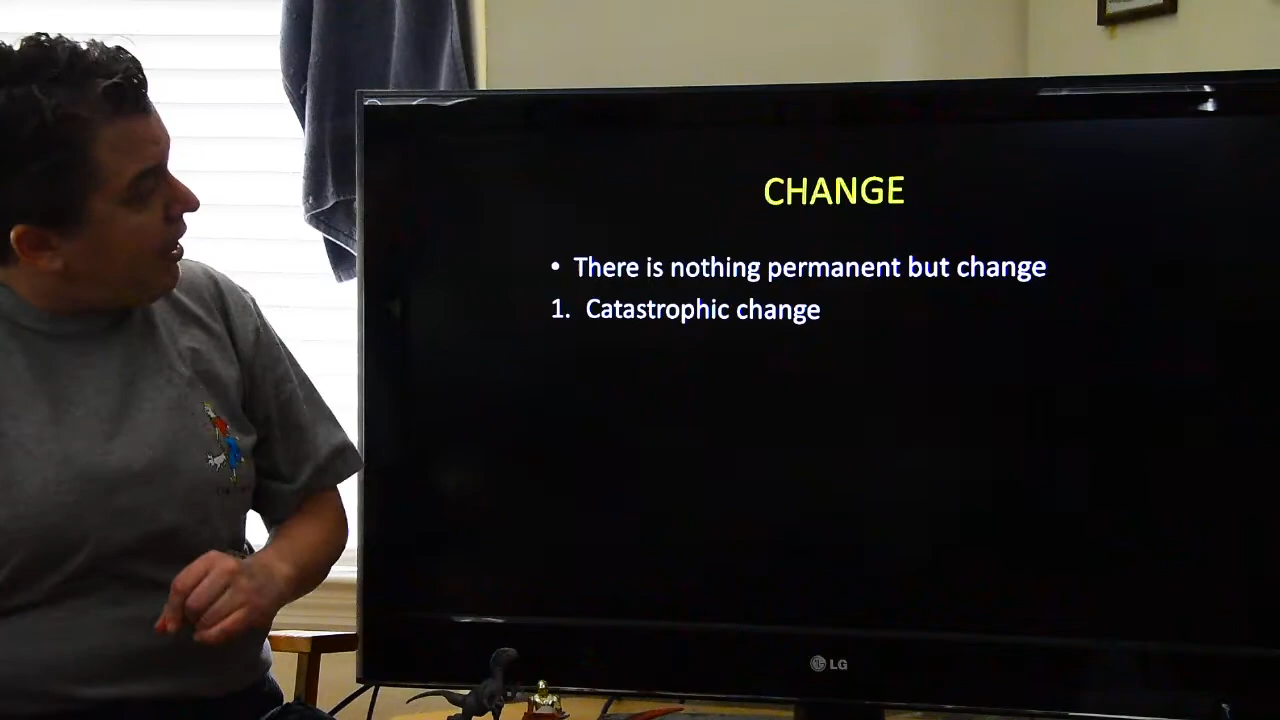 CHANGE
• There is nothing permanent but change
1. Catastrophic change
LG